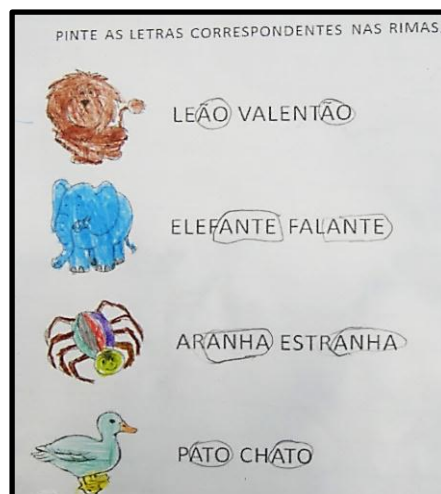 PINTE AS LETRAS CORRESPONDENTES NAS RIMAS.
LEÃO VALENTÃO
ELEFANTE FALANTE
ARANHA ESTRANHA
PATO CHATO